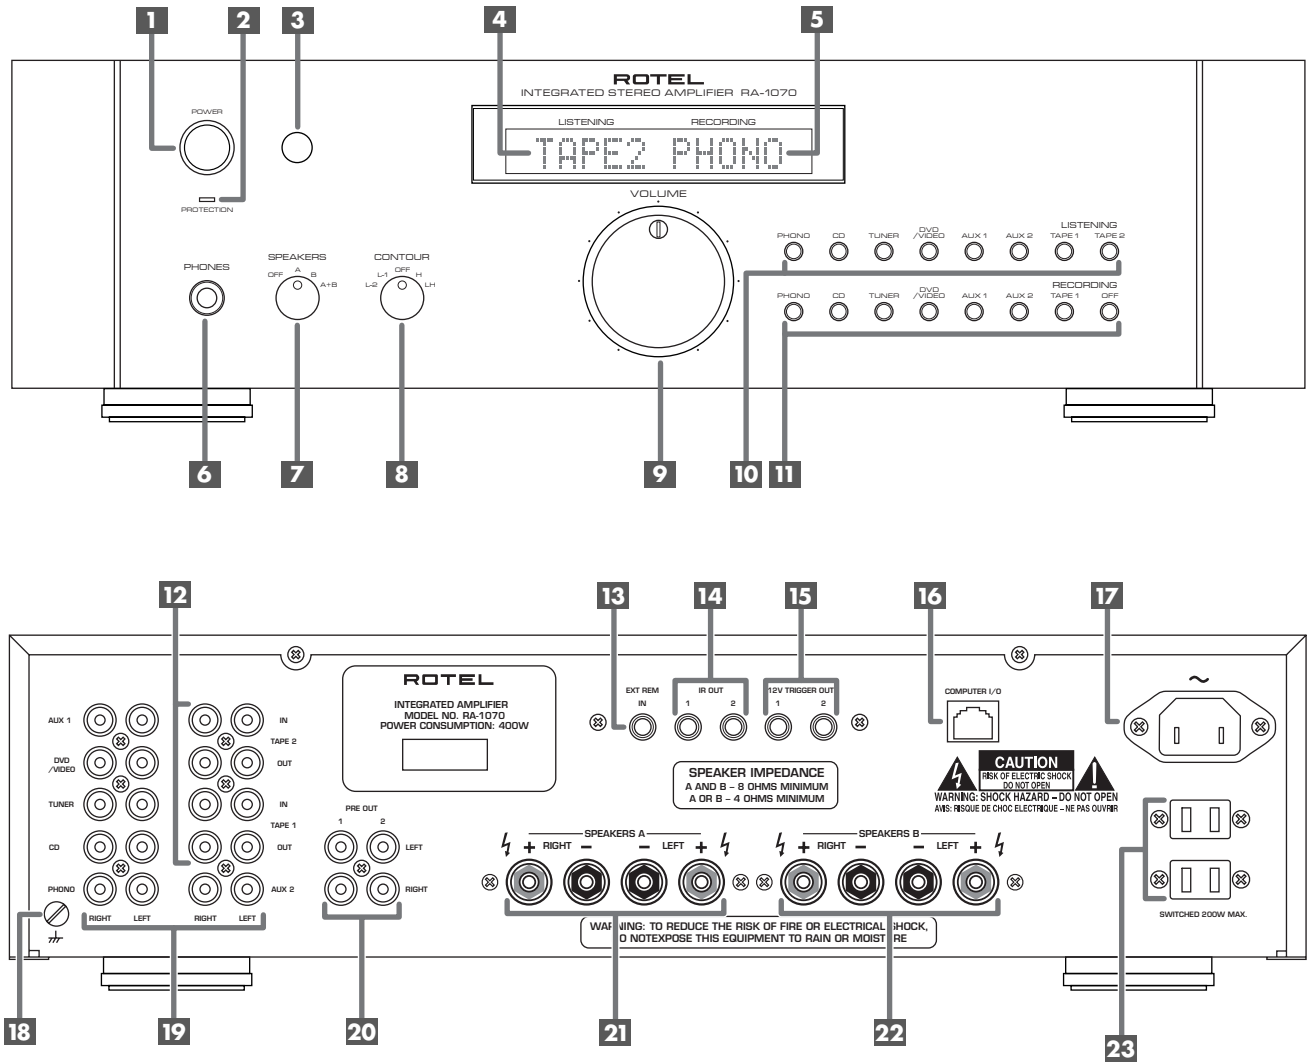 1 2 3 4 5
ROTEL
INTEGRATED STEREO AMPLIFIER RA-1070
POWER
LISTENING RECORDING
TAPE2 PHONO
PROTECTION
VOLUME
PHONES
SPEAKERS
OFF A B A+B
CONTOUR
L-2 L-1 OFF H LH
LISTENING
PHONO CD TUNER DVD /VIDEO AUX 1 AUX 2 TAPE 1 TAPE 2
RECORDING
PHONO CD TUNER DVD /VIDEO AUX 1 AUX 2 TAPE 1 OFF
6 7 8 9 10 11
12 13 14 15 16 17
ROTEL
INTEGRATED AMPLIFIER
MODEL NO. RA-1070
POWER CONSUMPTION: 400W
AUX 1
DVD
/VIDEO
TUNER
CD
PHONO
RIGHT LEFT
IN
TAPE 2
OUT
IN
TAPE 1
OUT
AUX 2
RIGHT LEFT
PRE OUT
1 2
LEFT
RIGHT
EXT REM
IN
IR OUT
1 2
12V TRIGGER OUT
1 2
COMPUTER I/O
SPEAKER IMPEDANCE
A AND B – 8 OHMS MINIMUM
A OR B – 4 OHMS MINIMUM
CAUTION
RISK OF ELECTRIC SHOCK
DO NOT OPEN
WARNING: SHOCK HAZARD – DO NOT OPEN
AVIS: RISQUE DE CHOC ELECTRIQUE – NE PAS OUVRIR
SPEAKERS A
+ RIGHT – – LEFT +
SPEAKERS B
+ RIGHT – – LEFT +
SWITCHED 200W MAX.
WARNING: TO REDUCE THE RISK OF FIRE OR ELECTRICAL SHOCK,
DO NOTEXPOSE THIS EQUIPMENT TO RAIN OR MOISTURE
18 19 20 21 22 23